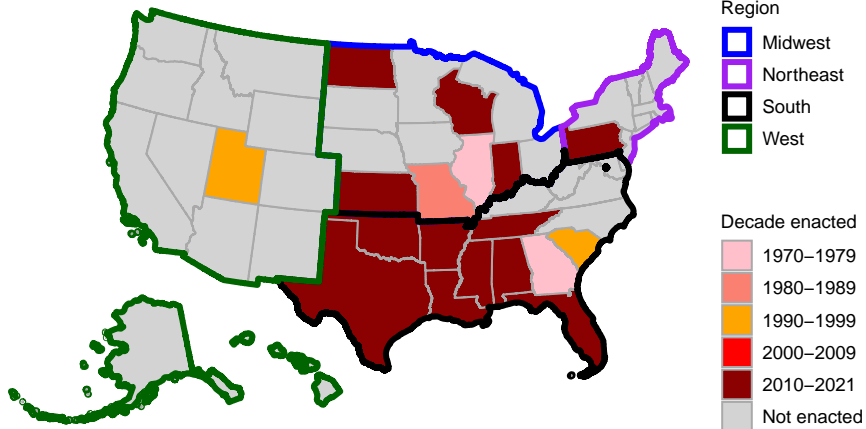 Region
Midwest
Northeast
South
West
Decade enacted
1970–1979
1980–1989
1990–1999
2000–2009
2010–2021
Not enacted